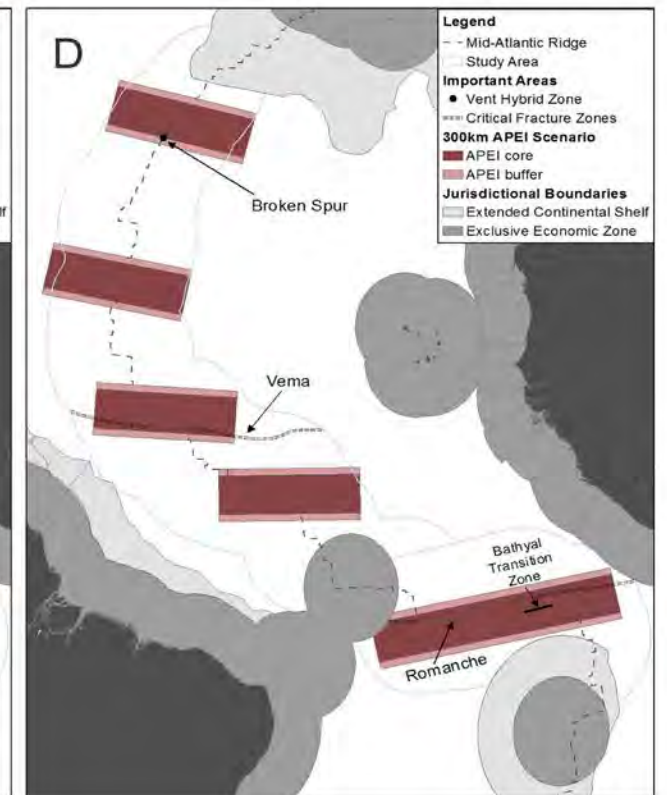 D
Legend
Mid-Atlantic Ridge
Study Area
Important Areas
Vent Hybrid Zone
Critical Fracture Zones
300km APEI Scenario
APEI core
APEI buffer
Jurisdictional Boundaries
Extended Continental Shelf
Exclusive Economic Zone
Broken Spur
Vema
Bathyal
Transition
Zone
Romanche